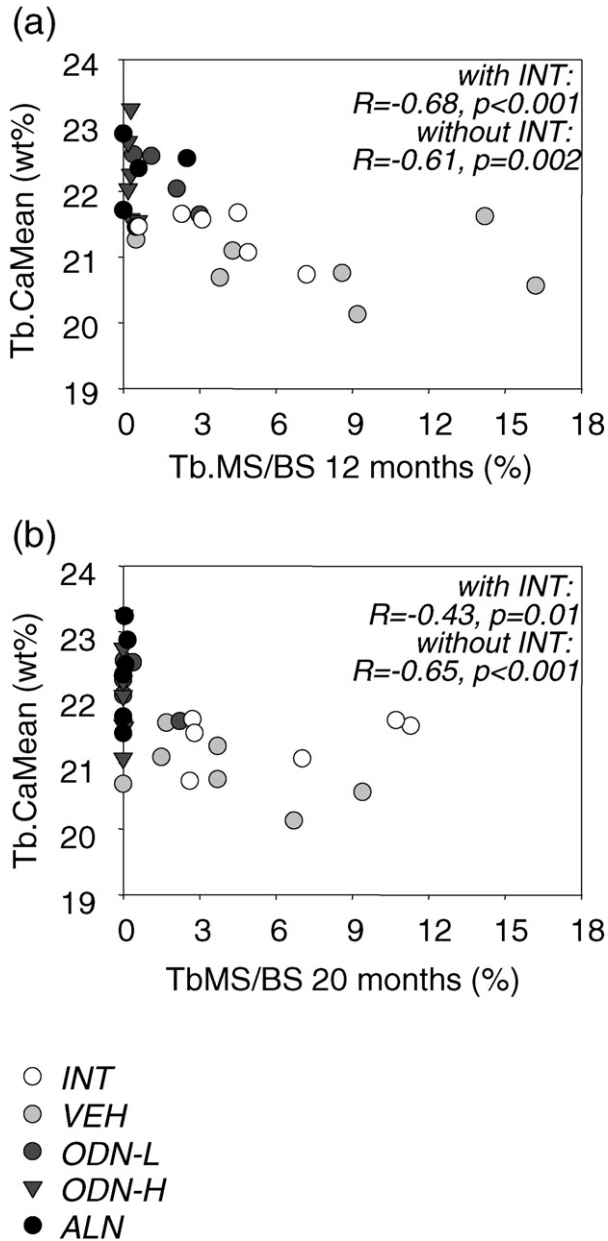 (a)
24
23
22
21
20
19
Tb.CaMean (wt%)
with INT:
R=-0.68, p<0.001
without INT:
R=-0.61, p=0.002
0 3 6 9 12 15 18
Tb.MS/BS 12 months (%)
(b)
24
23
22
21
20
19
Tb.CaMean (wt%)
with INT:
R=-0.43, p=0.01
without INT:
R=-0.65, p<0.001
0 3 6 9 12 15 18
TbMS/BS 20 months (%)
INT
VEH
ODN-L
ODN-H
ALN